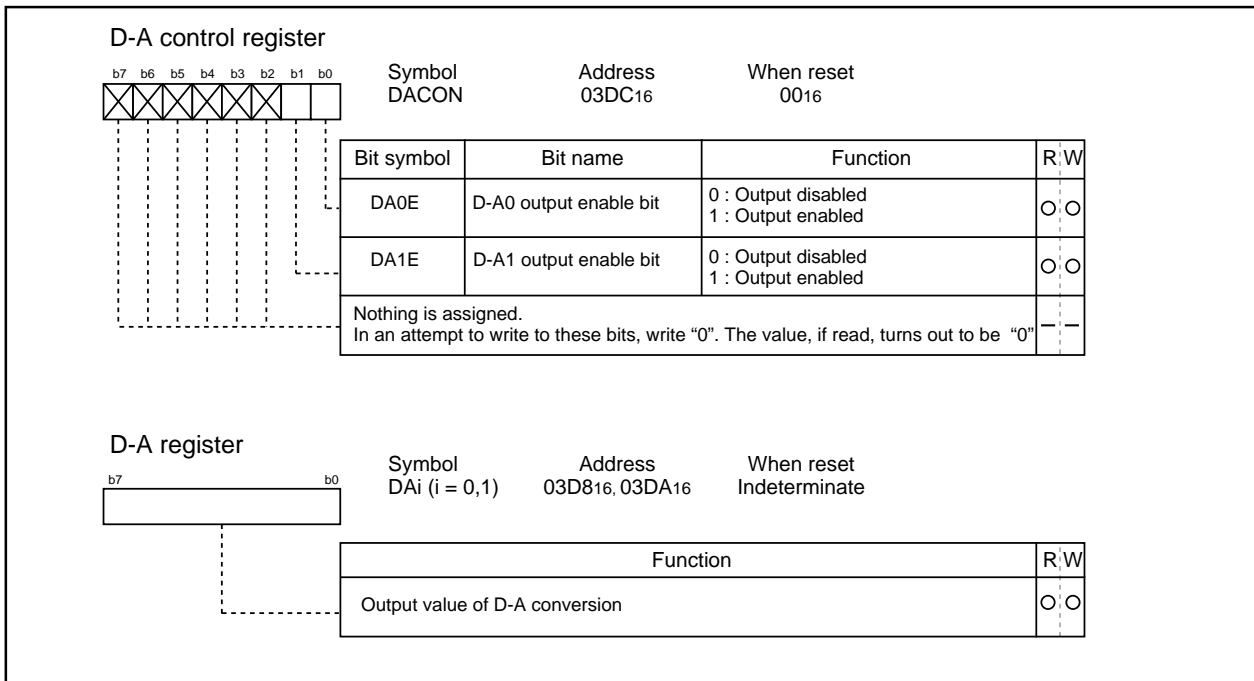 D-A control register
b7 b6 b5 b4 b3 b2 b1 b0
Symbol Address When reset
DACON 03DC16 0016
Bit symbol Bit name Function R W
DA0E D-A0 output enable bit 0 : Output disabled
1 : Output enabled
DA1E D-A1 output enable bit 0 : Output disabled
1 : Output enabled
Nothing is assigned.
In an attempt to write to these bits, write “0”. The value, if read, turns out to be “0”
D-A register
b7 b0
Symbol Address When reset
DAi (i = 0,1) 03D816, 03DA16 Indeterminate
Function R W
Output value of D-A conversion